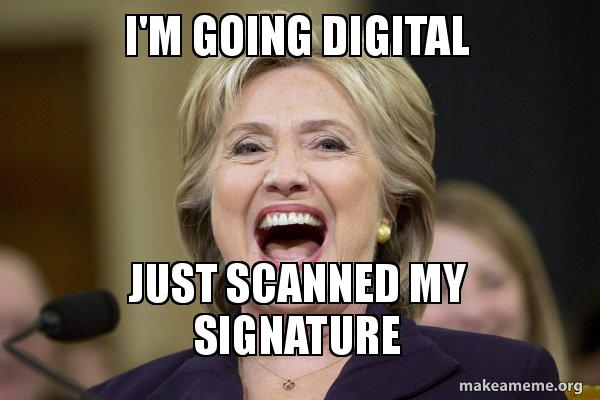 I'M GOING DIGITAL
JUST SCANNED MY
SIGNATURE
makeameme.org